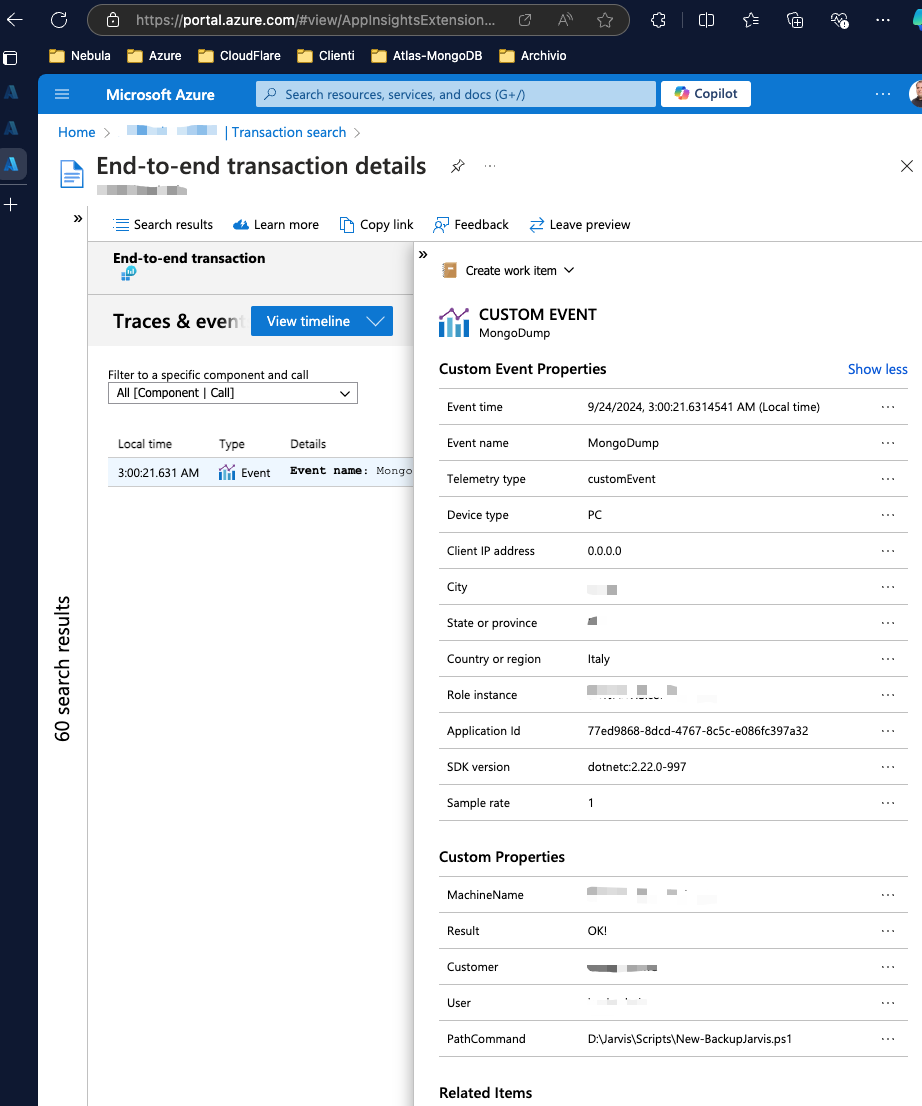 https://portal.azure.com/#view/AppInsightsExtension...
Nebula
Azure
CloudFlare
Clienti
Atlas-MongoDB
Archivio
Microsoft Azure
Search resources, services, and docs (G+/)
Copilot
Home > | Transaction search >
End-to-end transaction details
Search results
Learn more
Copy link
Feedback
Leave preview
60 search results
End-to-end transaction
Traces & event
View timeline
Filter to a specific component and call
All [Component | Call]
Local time Type Details
3:00:21.631 AM Event Event name: Mongo
Create work item
CUSTOM EVENT
MongoDump
Custom Event Properties Show less
Event time 9/24/2024, 3:00:21.6314541 AM (Local time) ...
Event name MongoDump ...
Telemetry type customEvent ...
Device type PC ...
Client IP address 0.0.0.0 ...
City ...
State or province ...
Country or region Italy ...
Role instance ...
Application Id 77ed9868-8dcd-4767-8c5c-e086fc397a32 ...
SDK version dotnetc:2.22.0-997 ...
Sample rate 1 ...
Custom Properties
MachineName ...
Result OK! ...
Customer ...
User ...
PathCommand D:\Jarvis\Scripts\New-BackupJarvis.ps1 ...
Related Items